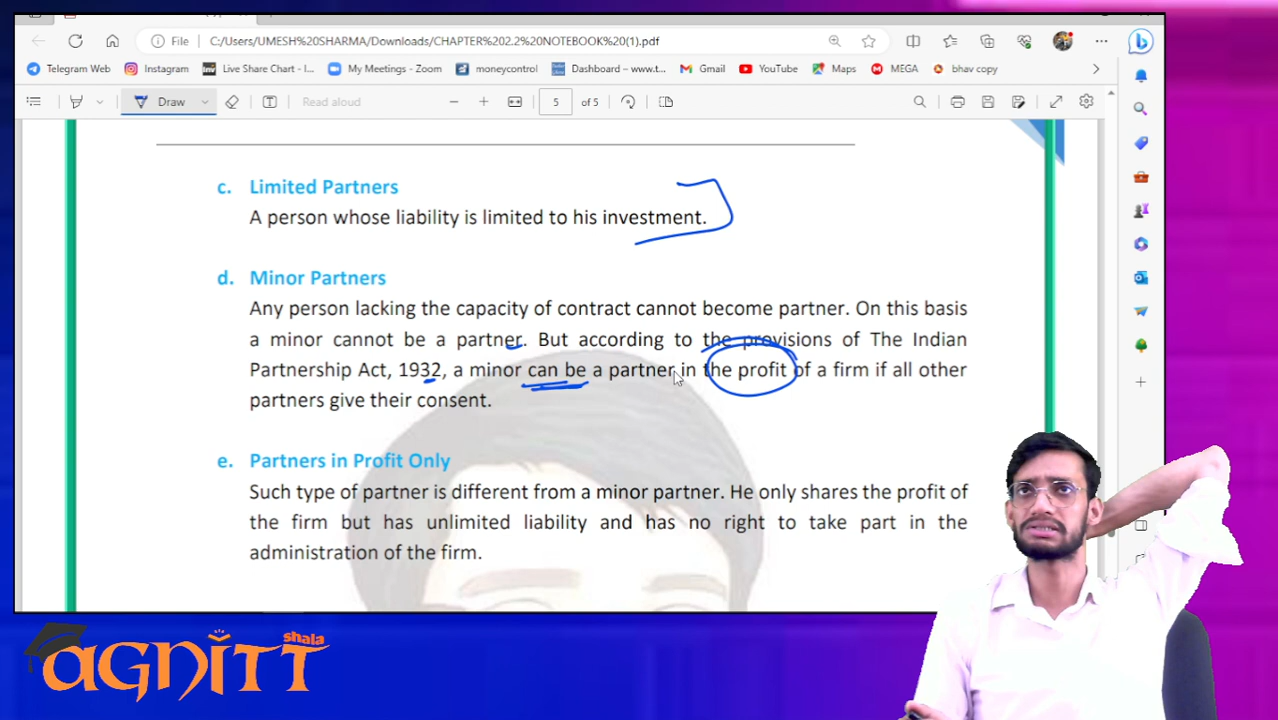 File C:/Users/UMESH%20SHARMA/Downloads/CHAPTER%202.2%20NOTEBOOK%20(1).pdf
Telegram Web Instagram Live Share Chart - I... My Meetings - Zoom moneycontrol Dashboard – www.t... Gmail YouTube Maps MEGA bhav copy
Draw Read aloud 5 of 5
c. Limited Partners
A person whose liability is limited to his investment.
d. Minor Partners
Any person lacking the capacity of contract cannot become partner. On this basis
a minor cannot be a partner. But according to the provisions of The Indian
Partnership Act, 1932, a minor can be a partner in the profit of a firm if all other
partners give their consent.
e. Partners in Profit Only
Such type of partner is different from a minor partner. He only shares the profit of
the firm but has unlimited liability and has no right to take part in the
administration of the firm.
shala
agnitt